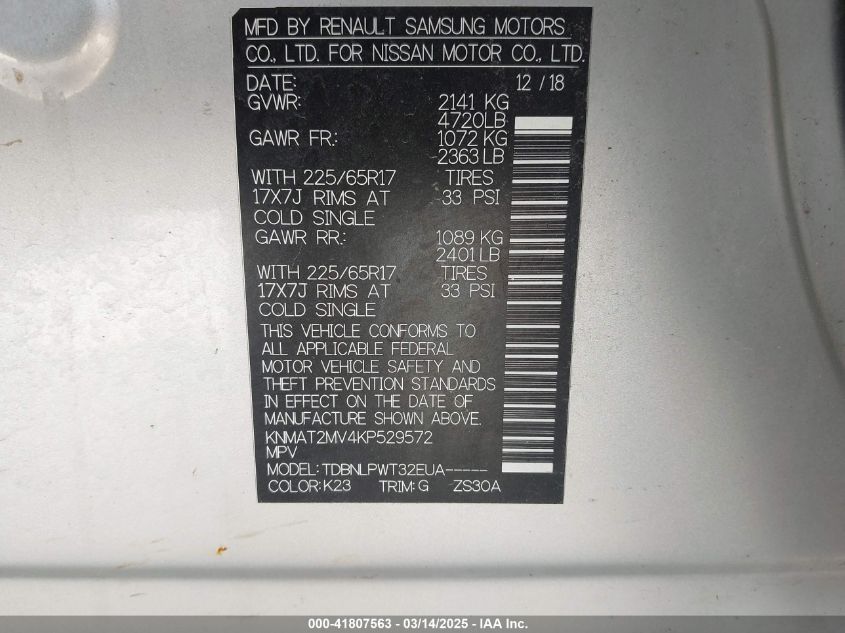 MFD BY RENAULT SAMSUNG MOTORS
CO., LTD. FOR NISSAN MOTOR CO., LTD.
DATE: 12 / 18
GVWR: 2141 KG
4720LB
GAWR FR.: 1072 KG
2363 LB
WITH 225/65R17 TIRES
17X7J RIMS AT 33 PSI
COLD SINGLE
GAWR RR.: 1089 KG
2401 LB
WITH 225/65R17 TIRES
17X7J RIMS AT 33 PSI
COLD SINGLE
THIS VEHICLE CONFORMS TO
ALL APPLICABLE FEDERAL
MOTOR VEHICLE SAFETY AND
THEFT PREVENTION STANDARDS
IN EFFECT ON THE DATE OF
MANUFACTURE SHOWN ABOVE.
KNMAT2MV4KP529572
MPV
MODEL: TDBNLPWT32EUA-----
COLOR: K23 TRIM: G ZS30A
000-41807563 - 03/14/2025 - IAA Inc.